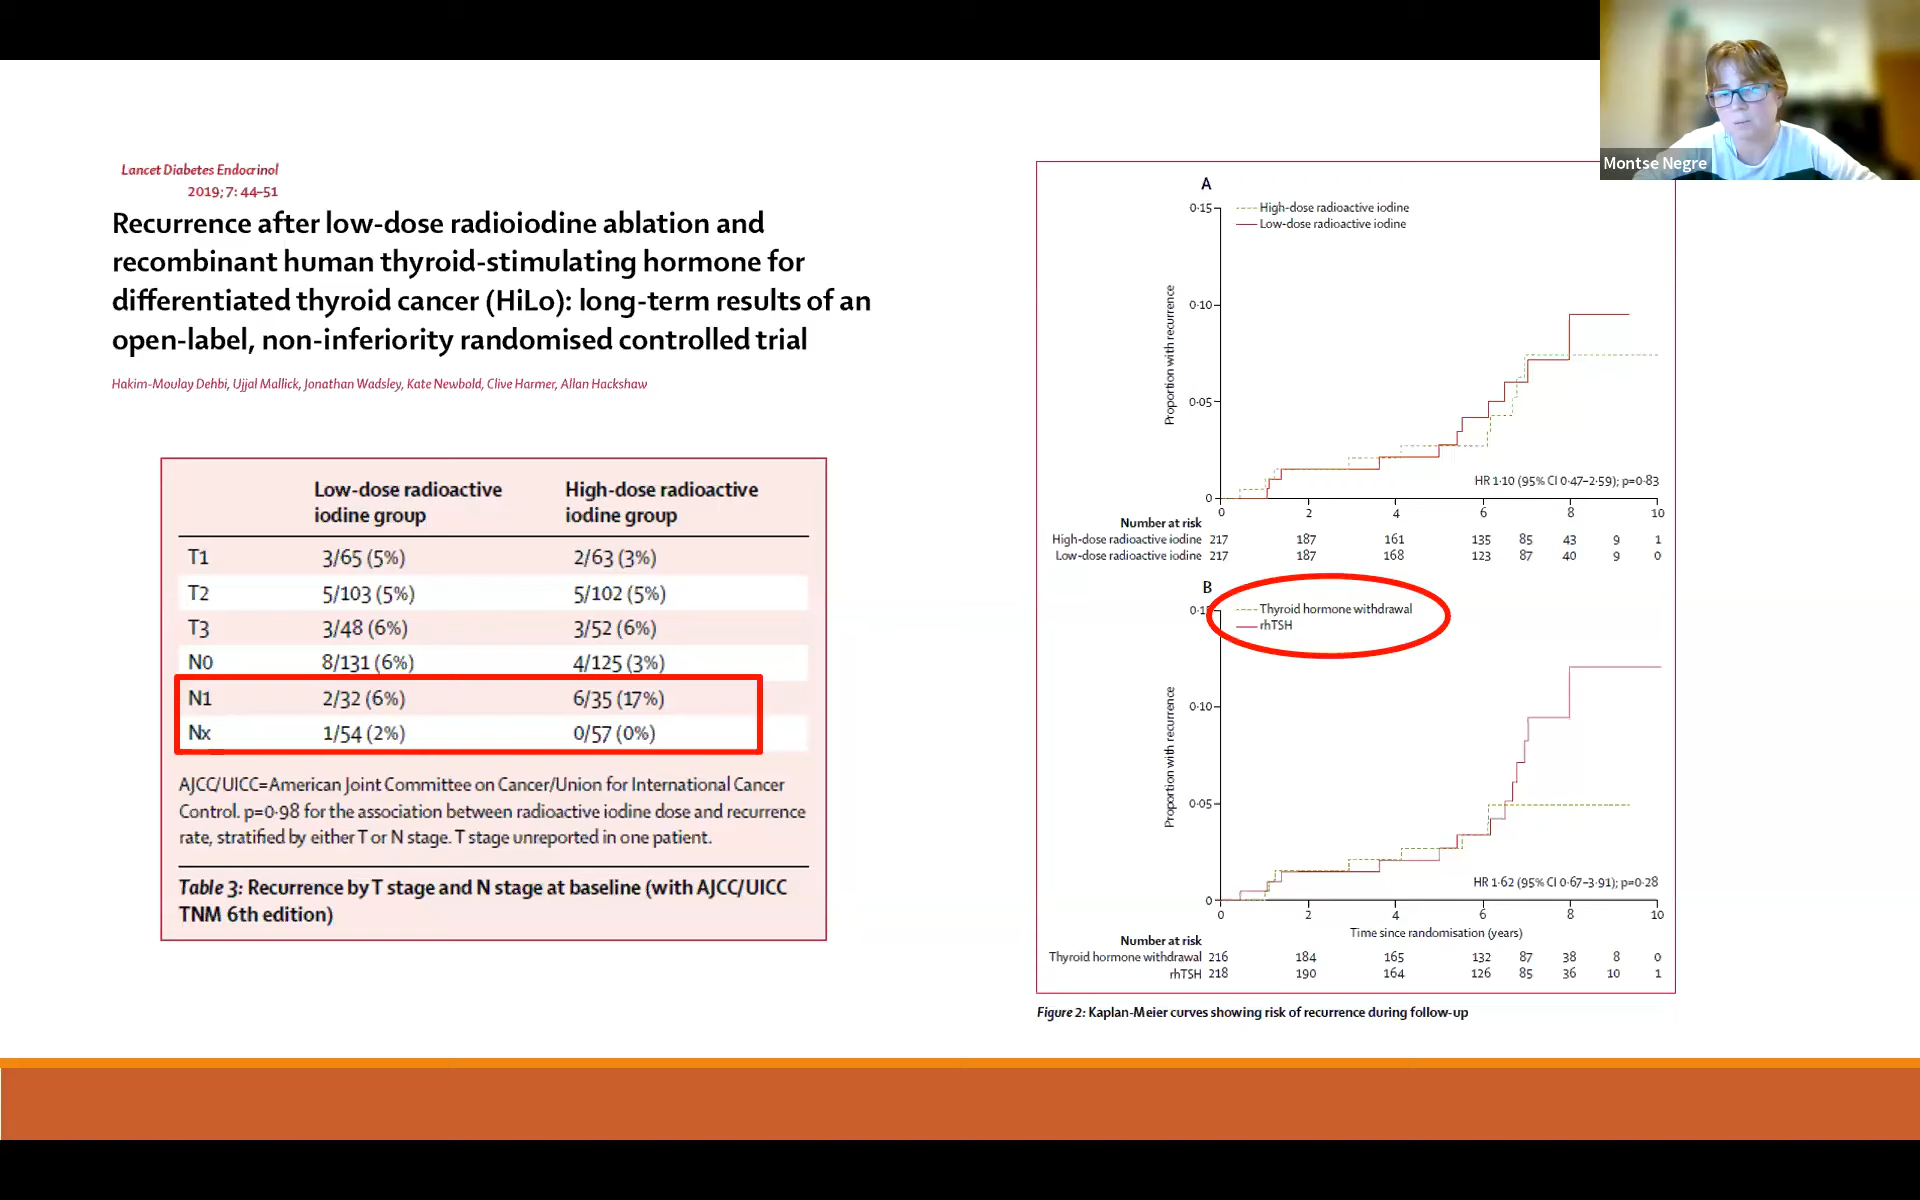 Montse Negre
Lancet Diabetes Endocrinol
2019; 7: 44–51
Recurrence after low-dose radioiodine ablation and
recombinant human thyroid-stimulating hormone for
differentiated thyroid cancer (HiLo): long-term results of an
open-label, non-inferiority randomised controlled trial
Hakim-Moulay Dehbi, Ujjal Mallick, Jonathan Wadsley, Kate Newbold, Clive Harmer, Allan Hackshaw
Low-dose radioactive iodine group High-dose radioactive iodine group
T1 3/65 (5%) 2/63 (3%)
T2 5/103 (5%) 5/102 (5%)
T3 3/48 (6%) 3/52 (6%)
N0 8/131 (6%) 4/125 (3%)
N1 2/32 (6%) 6/35 (17%)
Nx 1/54 (2%) 0/57 (0%)
AJCC/UICC=American Joint Committee on Cancer/Union for International Cancer
Control. p=0·98 for the association between radioactive iodine dose and recurrence
rate, stratified by either T or N stage. T stage unreported in one patient.
Table 3: Recurrence by T stage and N stage at baseline (with AJCC/UICC
TNM 6th edition)
A
High-dose radioactive iodine
Low-dose radioactive iodine
Proportion with recurrence
0·15
0·10
0·05
0
HR 1·10 (95% CI 0·47–2·59); p=0·83
0 2 4 6 8 10
Number at risk
High-dose radioactive iodine 217 187 161 135 85 43 9 1
Low-dose radioactive iodine 217 187 168 123 87 40 9 0
B
Thyroid hormone withdrawal
rhTSH
Proportion with recurrence
0·15
0·10
0·05
0
HR 1·62 (95% CI 0·67–3·91); p=0·28
0 2 4 6 8 10
Time since randomisation (years)
Number at risk
Thyroid hormone withdrawal 216 184 165 132 87 38 8 0
rhTSH 218 190 164 126 85 36 10 1
Figure 2: Kaplan-Meier curves showing risk of recurrence during follow-up